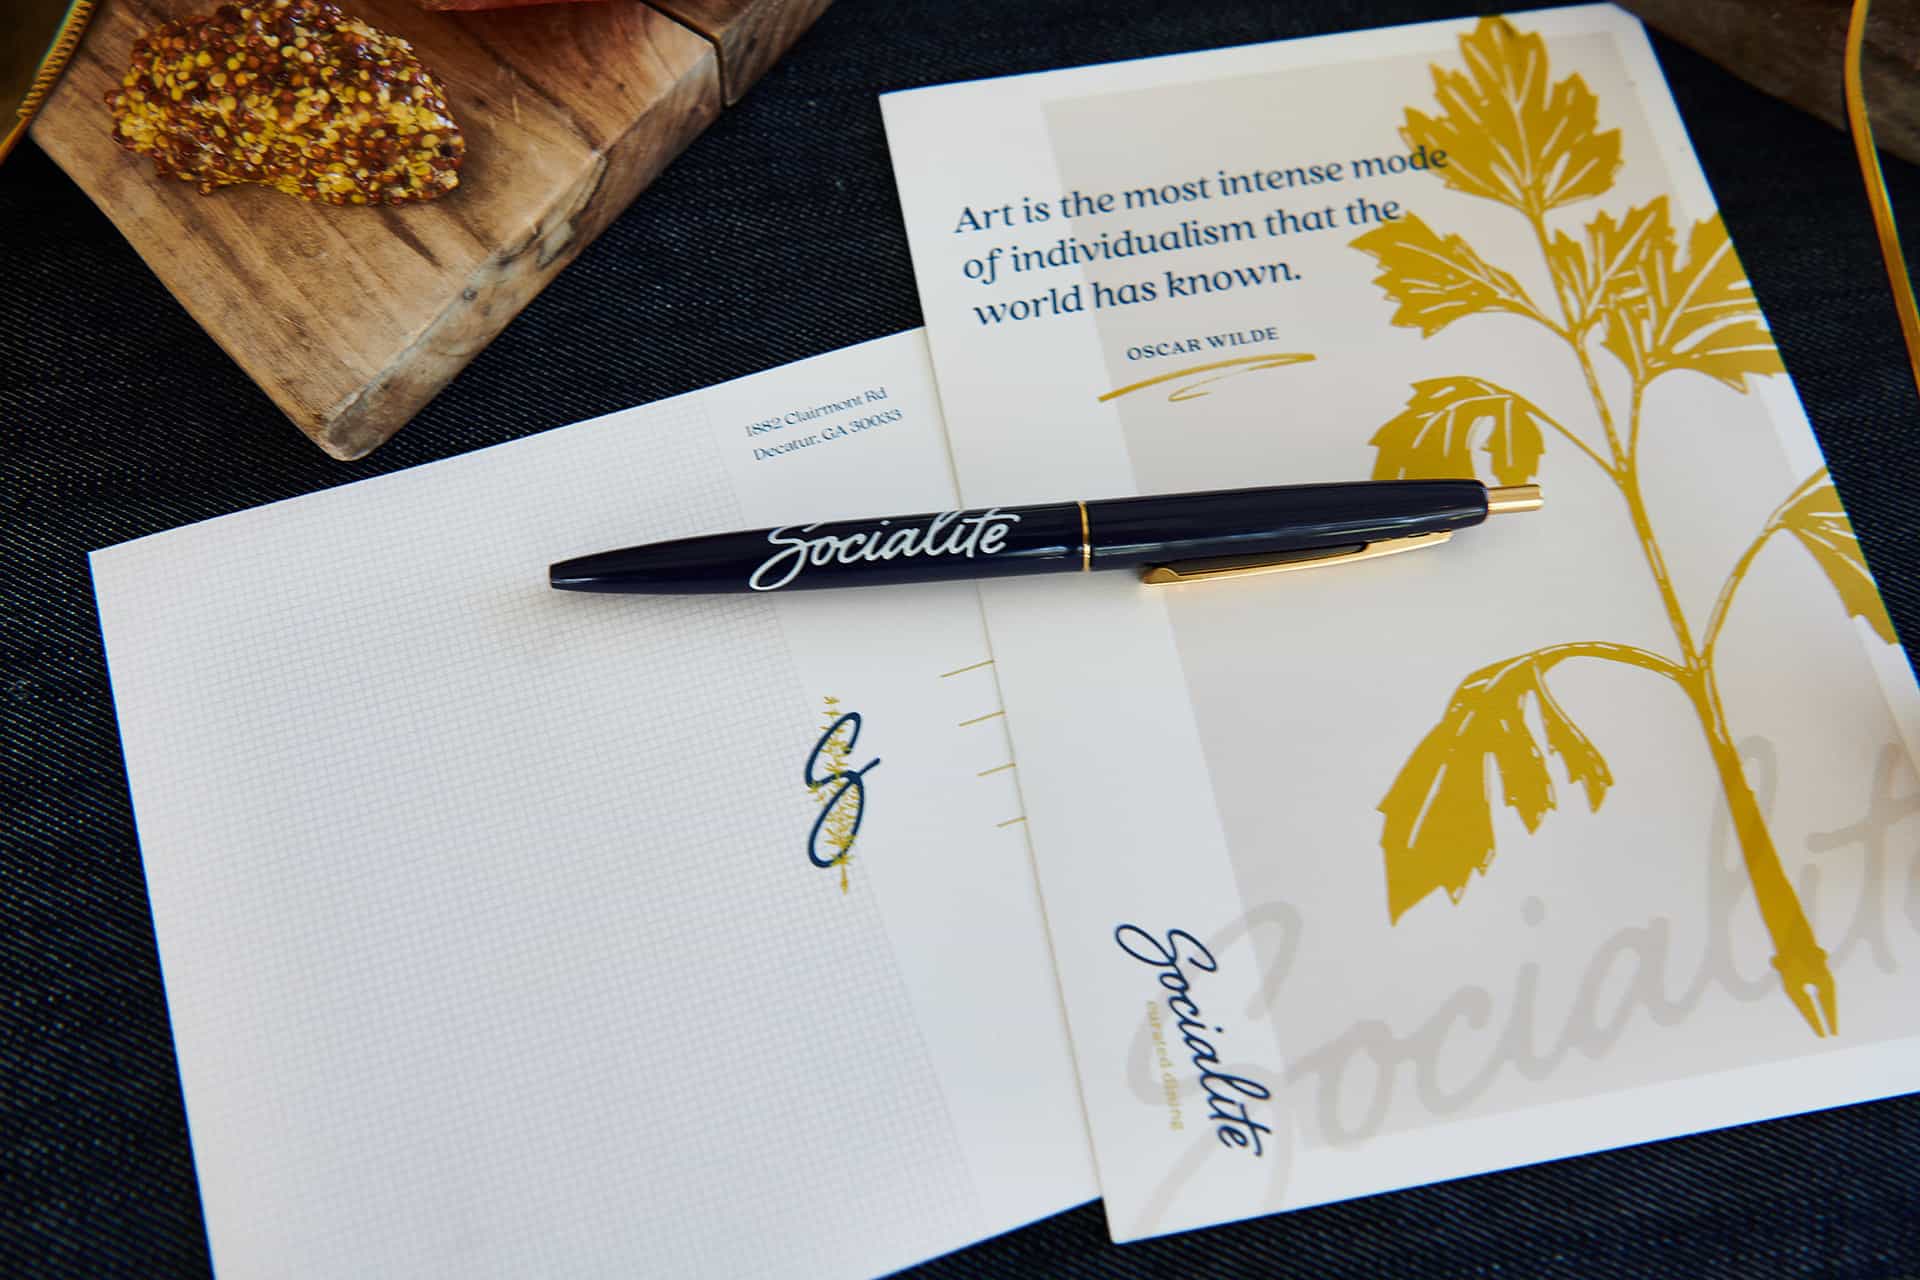 Art is the most intense mode
of individualism that the
world has known.
OSCAR WILDE
1882 Clairmont Rd
Decatur, GA 30033
Socialite
S
Socialite
curated dining
Socialite